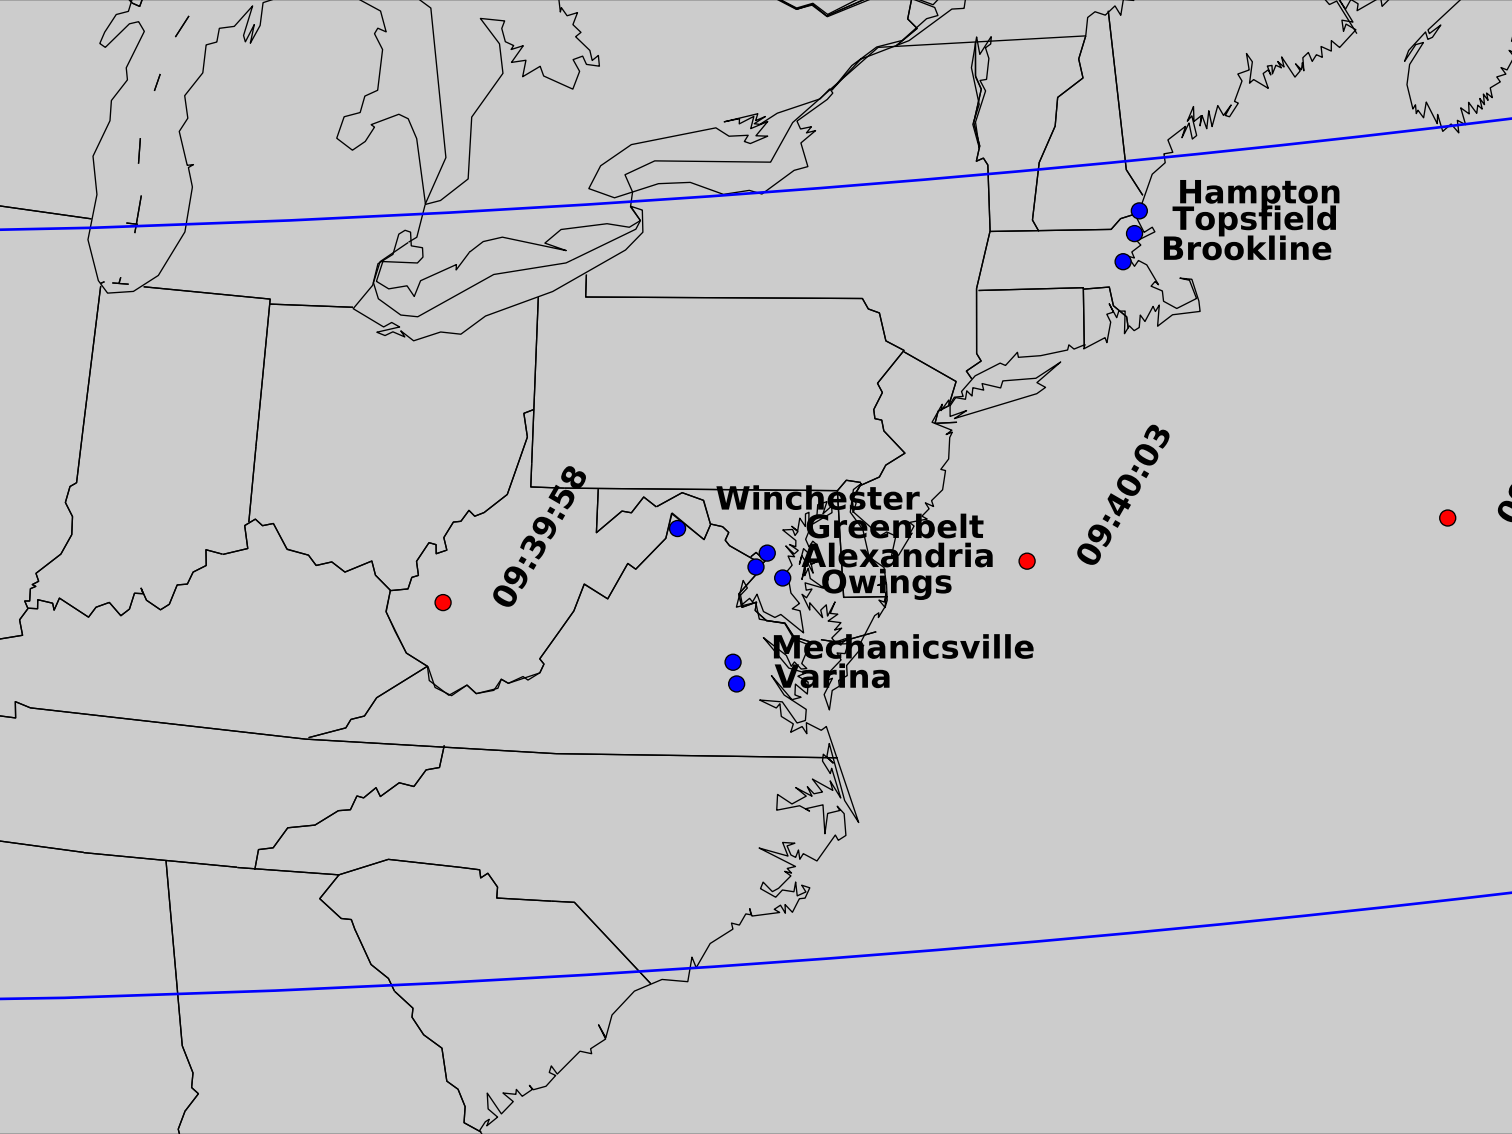 Hampton
Topsfield
Brookline
09:40:03
09:39:58
Winchester
Greenbelt
Alexandria
Owings
Mechanicsville
Varina